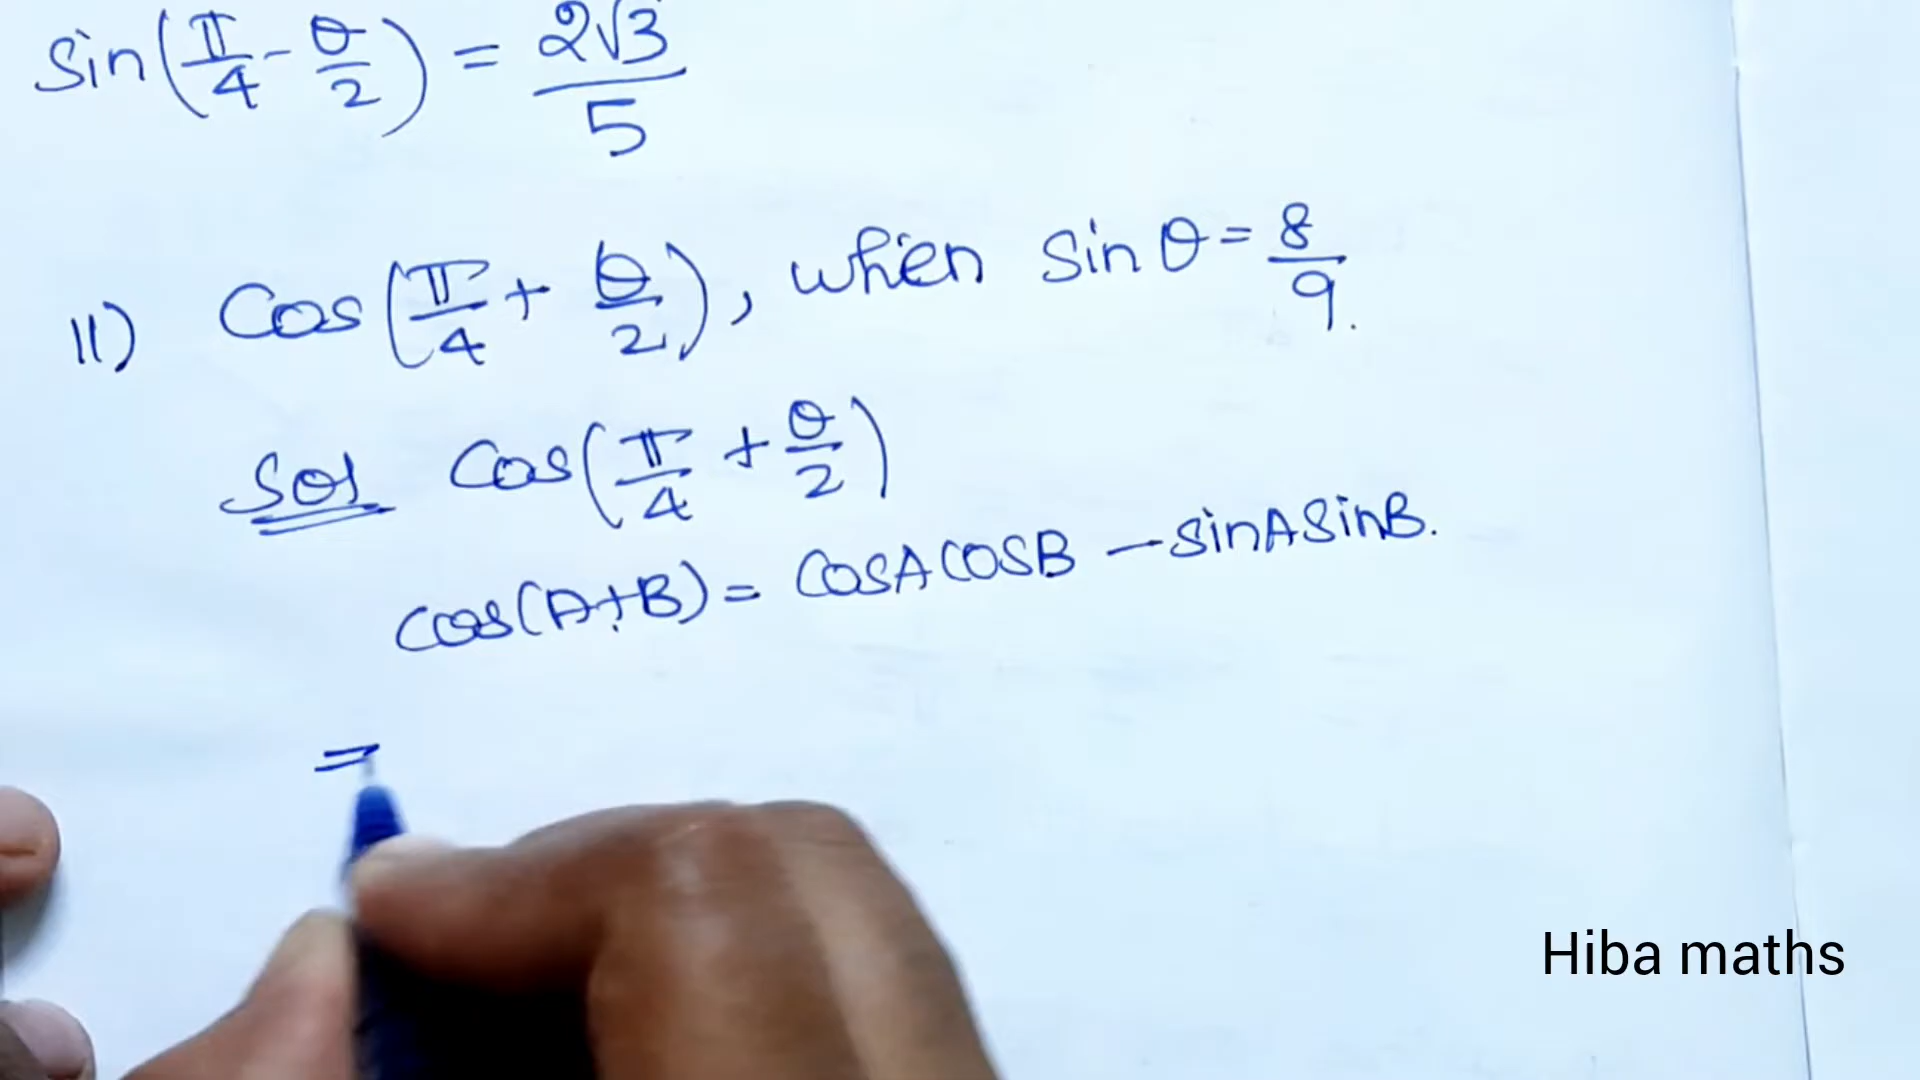 Sin(π/4 - θ/2) = 2√3/5
11) Cos(π/4 + θ/2), when Sin θ = 8/9.
Sol Cos(π/4 + θ/2)
cos(A+B) = COSA COSB - SinA SinB.
=
Hiba maths